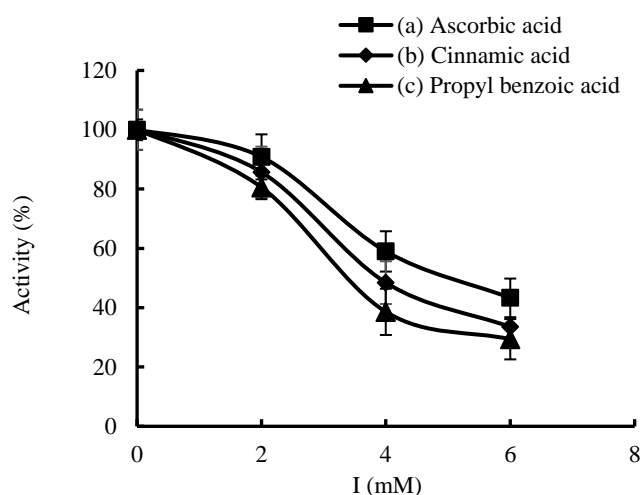 (a) Ascorbic acid
(b) Cinnamic acid
(c) Propyl benzoic acid
120
100
80
60
40
20
0
Activity (%)
0 2 4 6 8
I (mM)